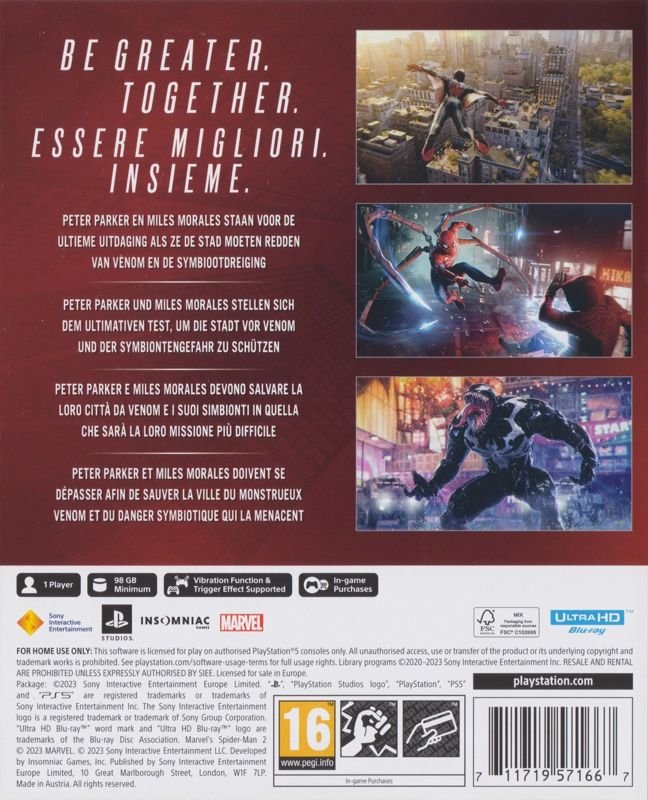 BE GREATER.
TOGETHER.
ESSERE MIGLIORI.
INSIEME.
PETER PARKER EN MILES MORALES STAAN VOOR DE
ULTIEME UITDAGING ALS ZE DE STAD MOETEN REDDEN
VAN VENOM EN DE SYMBIOOTDREIGING
PETER PARKER UND MILES MORALES STELLEN SICH
DEM ULTIMATIVEN TEST, UM DIE STADT VOR VENOM
UND DER SYMBIONTENGEFAHR ZU SCHÜTZEN
PETER PARKER E MILES MORALES DEVONO SALVARE LA
LORO CITTÀ DA VENOM E I SUOI SIMBIONTI IN QUELLA
CHE SARÀ LA LORO MISSIONE PIÙ DIFFICILE
PETER PARKER ET MILES MORALES DOIVENT SE
DÉPASSER AFIN DE SAUVER LA VILLE DU MONSTRUEUX
VENOM ET DU DANGER SYMBIOTIQUE QUI LA MENACENT
HIKA
STAR
1 Player
98 GB
Minimum
Vibration Function &
Trigger Effect Supported
In-game
Purchases
Sony
Interactive
Entertainment
STUDIOS™
INSOMNIAC
GAMES
MARVEL
FSC
MIX
Packaging from
responsible sources
FSC® C102695
ULTRA HD™
Blu-ray
FOR HOME USE ONLY: This software is licensed for play on authorised PlayStation®5 consoles only. All unauthorised access, use or transfer of the product or its underlying copyright and
trademark works is prohibited. See playstation.com/software-usage-terms for full usage rights. Library programs ©2020-2023 Sony Interactive Entertainment Inc. RESALE AND RENTAL
ARE PROHIBITED UNLESS EXPRESSLY AUTHORISED BY SIEE. Licensed for sale in Europe.
Package: ©2023 Sony Interactive Entertainment Europe Limited. "PS", "PlayStation Studios logo", "PlayStation", "PS5"
and "PS5" are registered trademarks or trademarks of
Sony Interactive Entertainment Inc. The Sony Interactive Entertainment
logo is a registered trademark or trademark of Sony Group Corporation.
"Ultra HD Blu-ray™" word mark and "Ultra HD Blu-ray™" logo are
trademarks of the Blu-ray Disc Association. Marvel's Spider-Man 2
© 2023 MARVEL. © 2023 Sony Interactive Entertainment LLC. Developed
by Insomniac Games, Inc. Published by Sony Interactive Entertainment
Europe Limited, 10 Great Marlborough Street, London, W1F 7LP.
Made in Austria. All rights reserved.
playstation.com
16
www.pegi.info
In-game Purchases
7 11719 57166 7